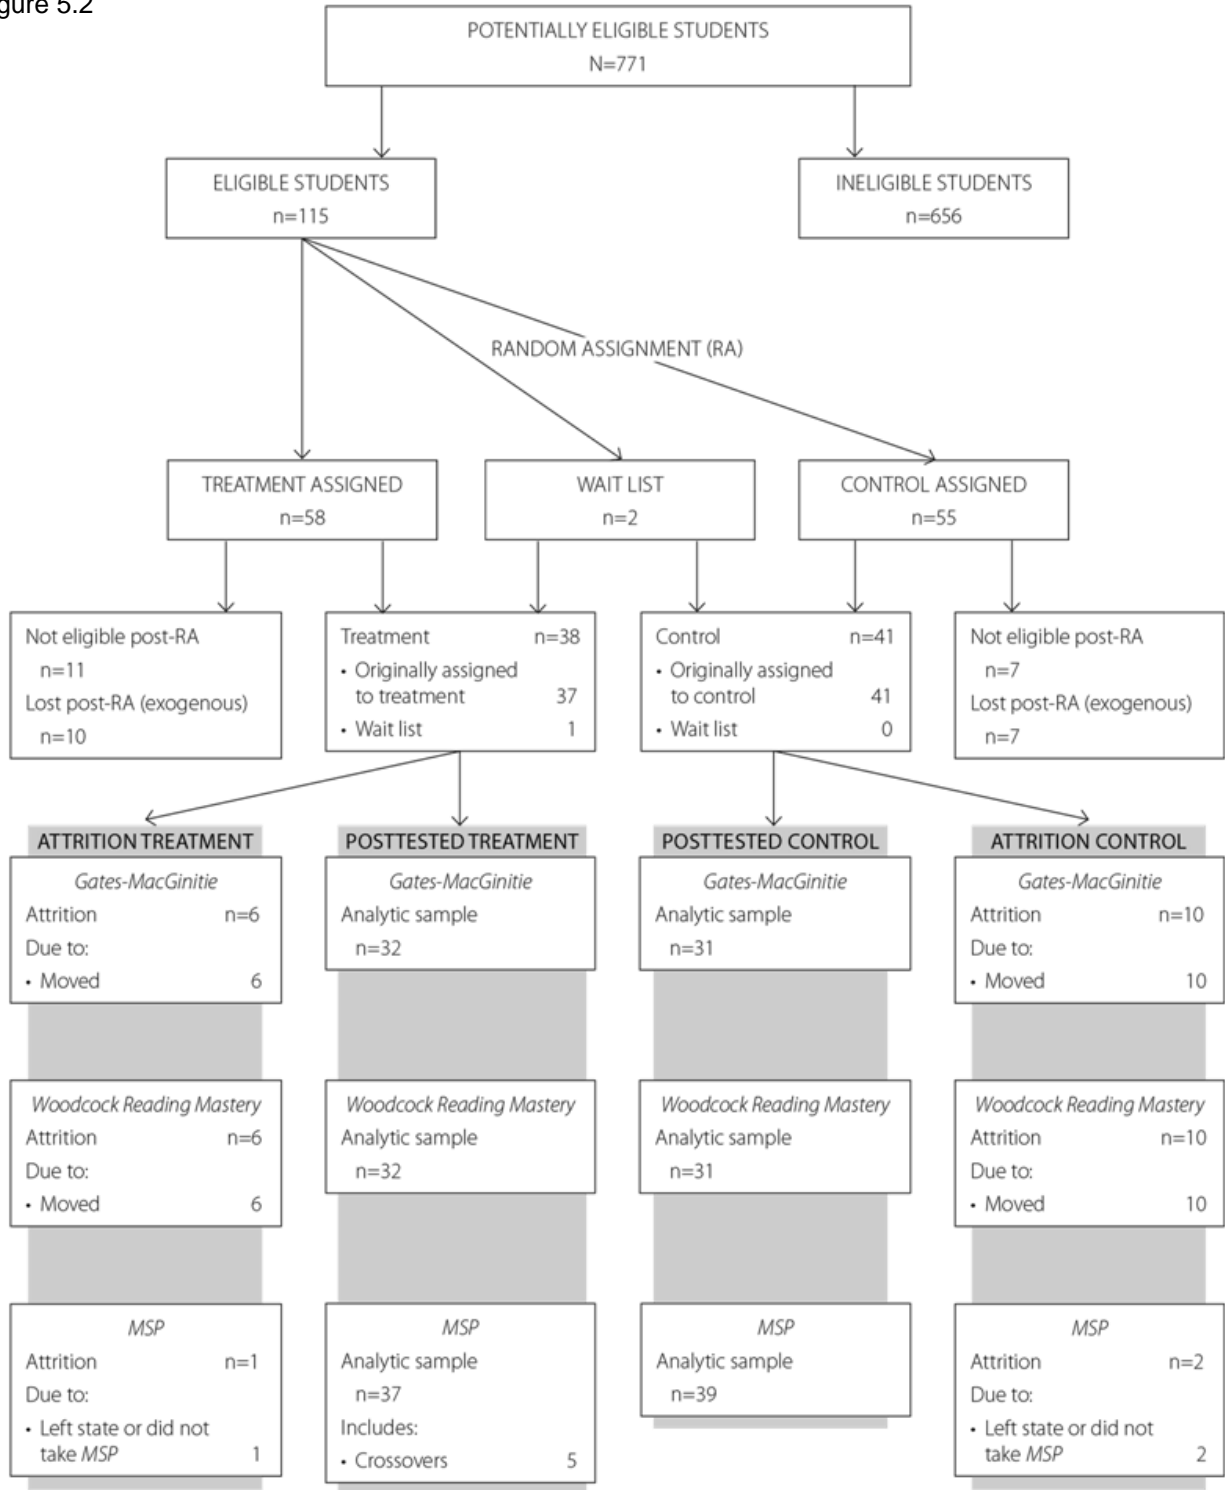 gure 5.2
POTENTIALLY ELIGIBLE STUDENTS
N=771
ELIGIBLE STUDENTS
n=115
INELIGIBLE STUDENTS
n=656
RANDOM ASSIGNMENT (RA)
TREATMENT ASSIGNED
n=58
WAIT LIST
n=2
CONTROL ASSIGNED
n=55
Not eligible post-RA
n=11
Lost post-RA (exogenous)
n=10
Treatment n=38
• Originally assigned
to treatment 37
• Wait list 1
Control n=41
• Originally assigned
to control 41
• Wait list 0
Not eligible post-RA
n=7
Lost post-RA (exogenous)
n=7
ATTRITION TREATMENT
Gates-MacGinitie
Attrition n=6
Due to:
• Moved 6
Woodcock Reading Mastery
Attrition n=6
Due to:
• Moved 6
MSP
Attrition n=1
Due to:
• Left state or did not
take MSP 1
POSTTESTED TREATMENT
Gates-MacGinitie
Analytic sample
n=32
Woodcock Reading Mastery
Analytic sample
n=32
MSP
Analytic sample
n=37
Includes:
• Crossovers 5
POSTTESTED CONTROL
Gates-MacGinitie
Analytic sample
n=31
Woodcock Reading Mastery
Analytic sample
n=31
MSP
Analytic sample
n=39
ATTRITION CONTROL
Gates-MacGinitie
Attrition n=10
Due to:
• Moved 10
Woodcock Reading Mastery
Attrition n=10
Due to:
• Moved 10
MSP
Attrition n=2
Due to:
• Left state or did not
take MSP 2